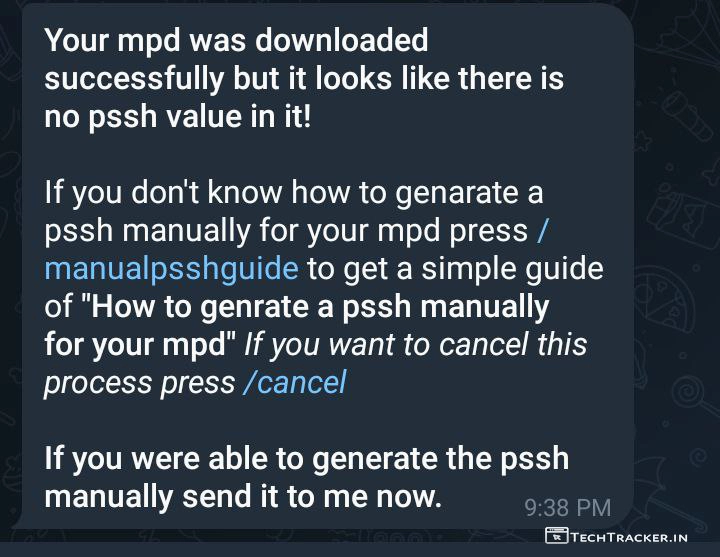 Your mpd was downloaded
successfully but it looks like there is
no pssh value in it!
If you don't know how to genarate a
pssh manually for your mpd press /
manualpsshguide to get a simple guide
of "How to genrate a pssh manually
for your mpd" If you want to cancel this
process press /cancel
If you were able to generate the pssh
manually send it to me now.
9:38 PM
TECHTRACKER.IN